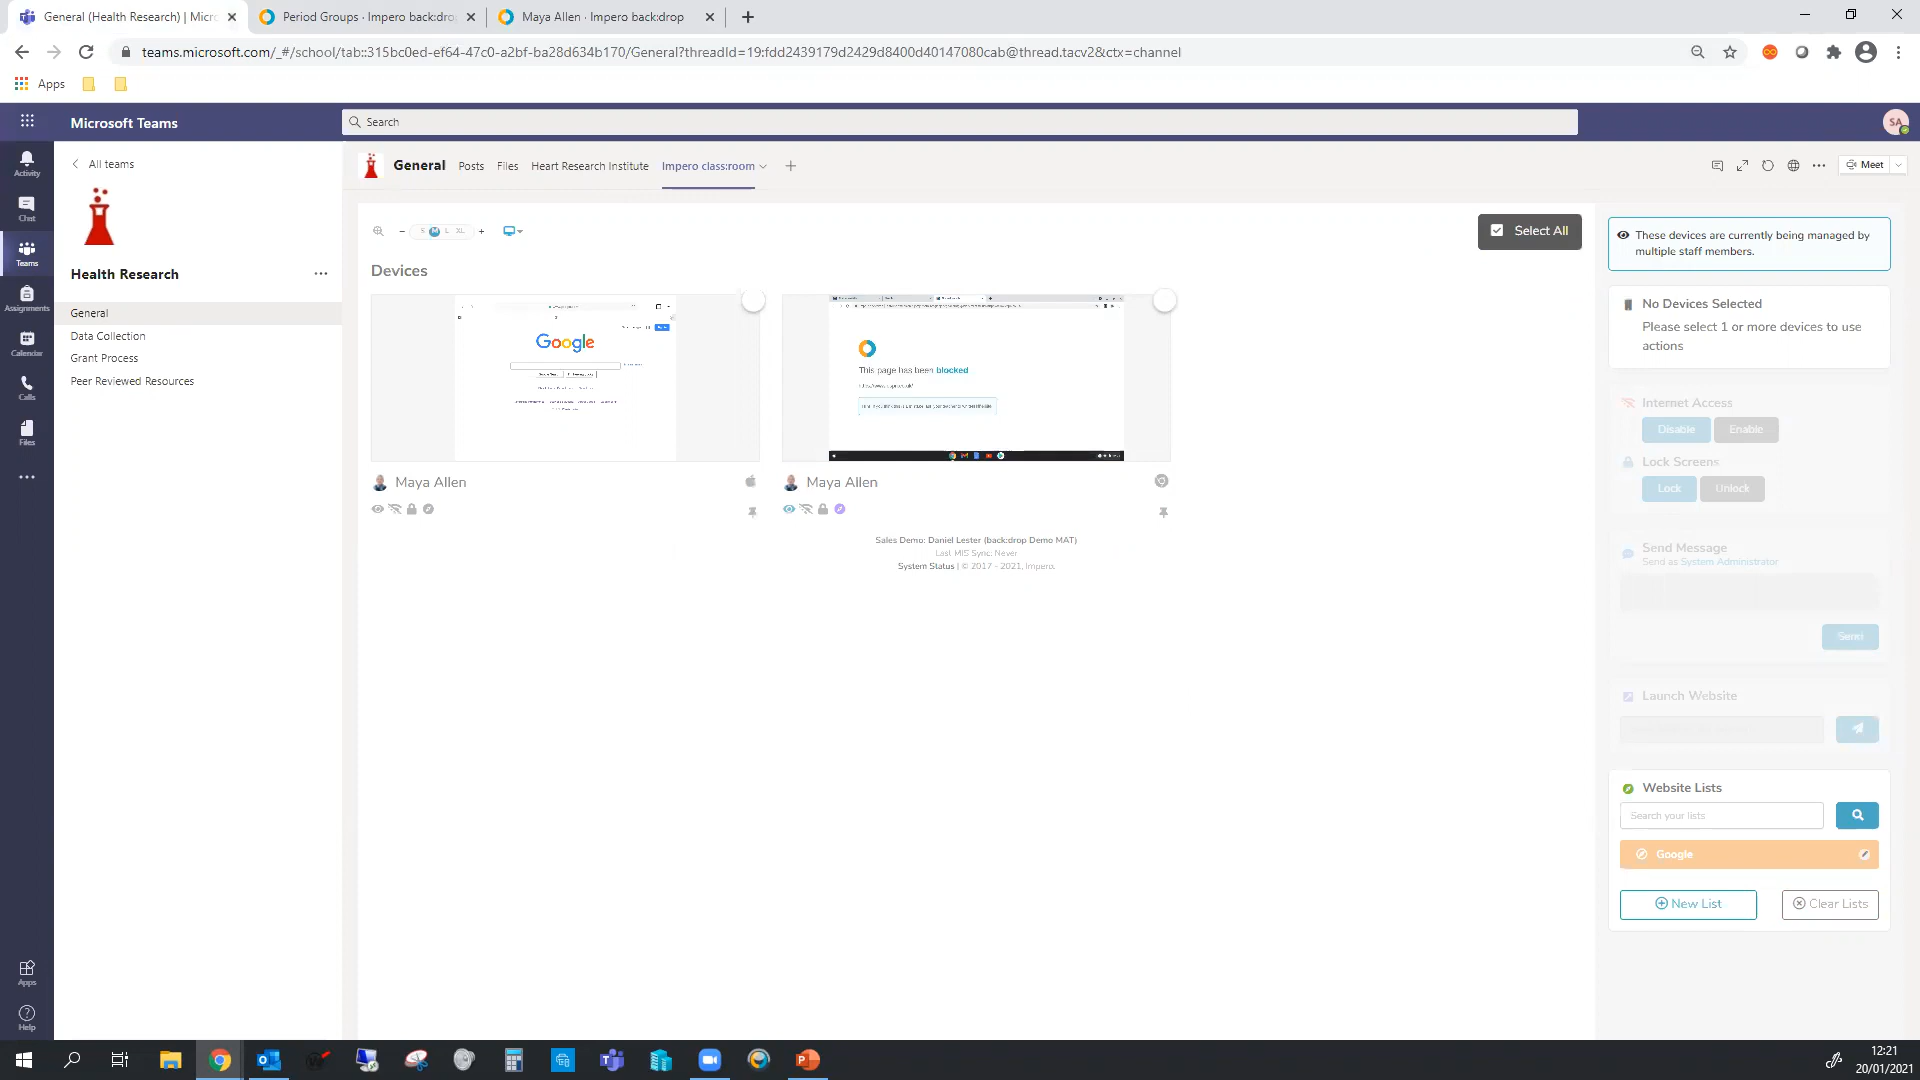 General (Health Research) | Micro
Period Groups · Impero back:dro
Maya Allen · Impero back:drop
teams.microsoft.com/_#/school/tab::315bc0ed-ef64-47c0-a2bf-ba28d634b170/General?threadId=19:fdd2439179d2429d8400d40147080cab@thread.tacv2&ctx=channel
Apps
Microsoft Teams
Search
SA
Activity
Chat
Teams
Assignments
Calendar
Calls
Files
Apps
Help
All teams
Health Research
General
Data Collection
Grant Process
Peer Reviewed Resources
General Posts Files Heart Research Institute Impero class:room
Meet
S M L XL
Select All
Devices
Google
This page has been blocked
Maya Allen
Maya Allen
Sales Demo: Daniel Lester (back:drop Demo MAT)
Last MIS Sync: Never
System Status | © 2017 - 2021, Impero.
These devices are currently being managed by
multiple staff members.
No Devices Selected
Please select 1 or more devices to use
actions
Internet Access
Disable Enable
Lock Screens
Lock Unlock
Send Message
Send as System Administrator
Send
Launch Website
Website Lists
Search your lists
Google
New List Clear Lists
12:21
20/01/2021